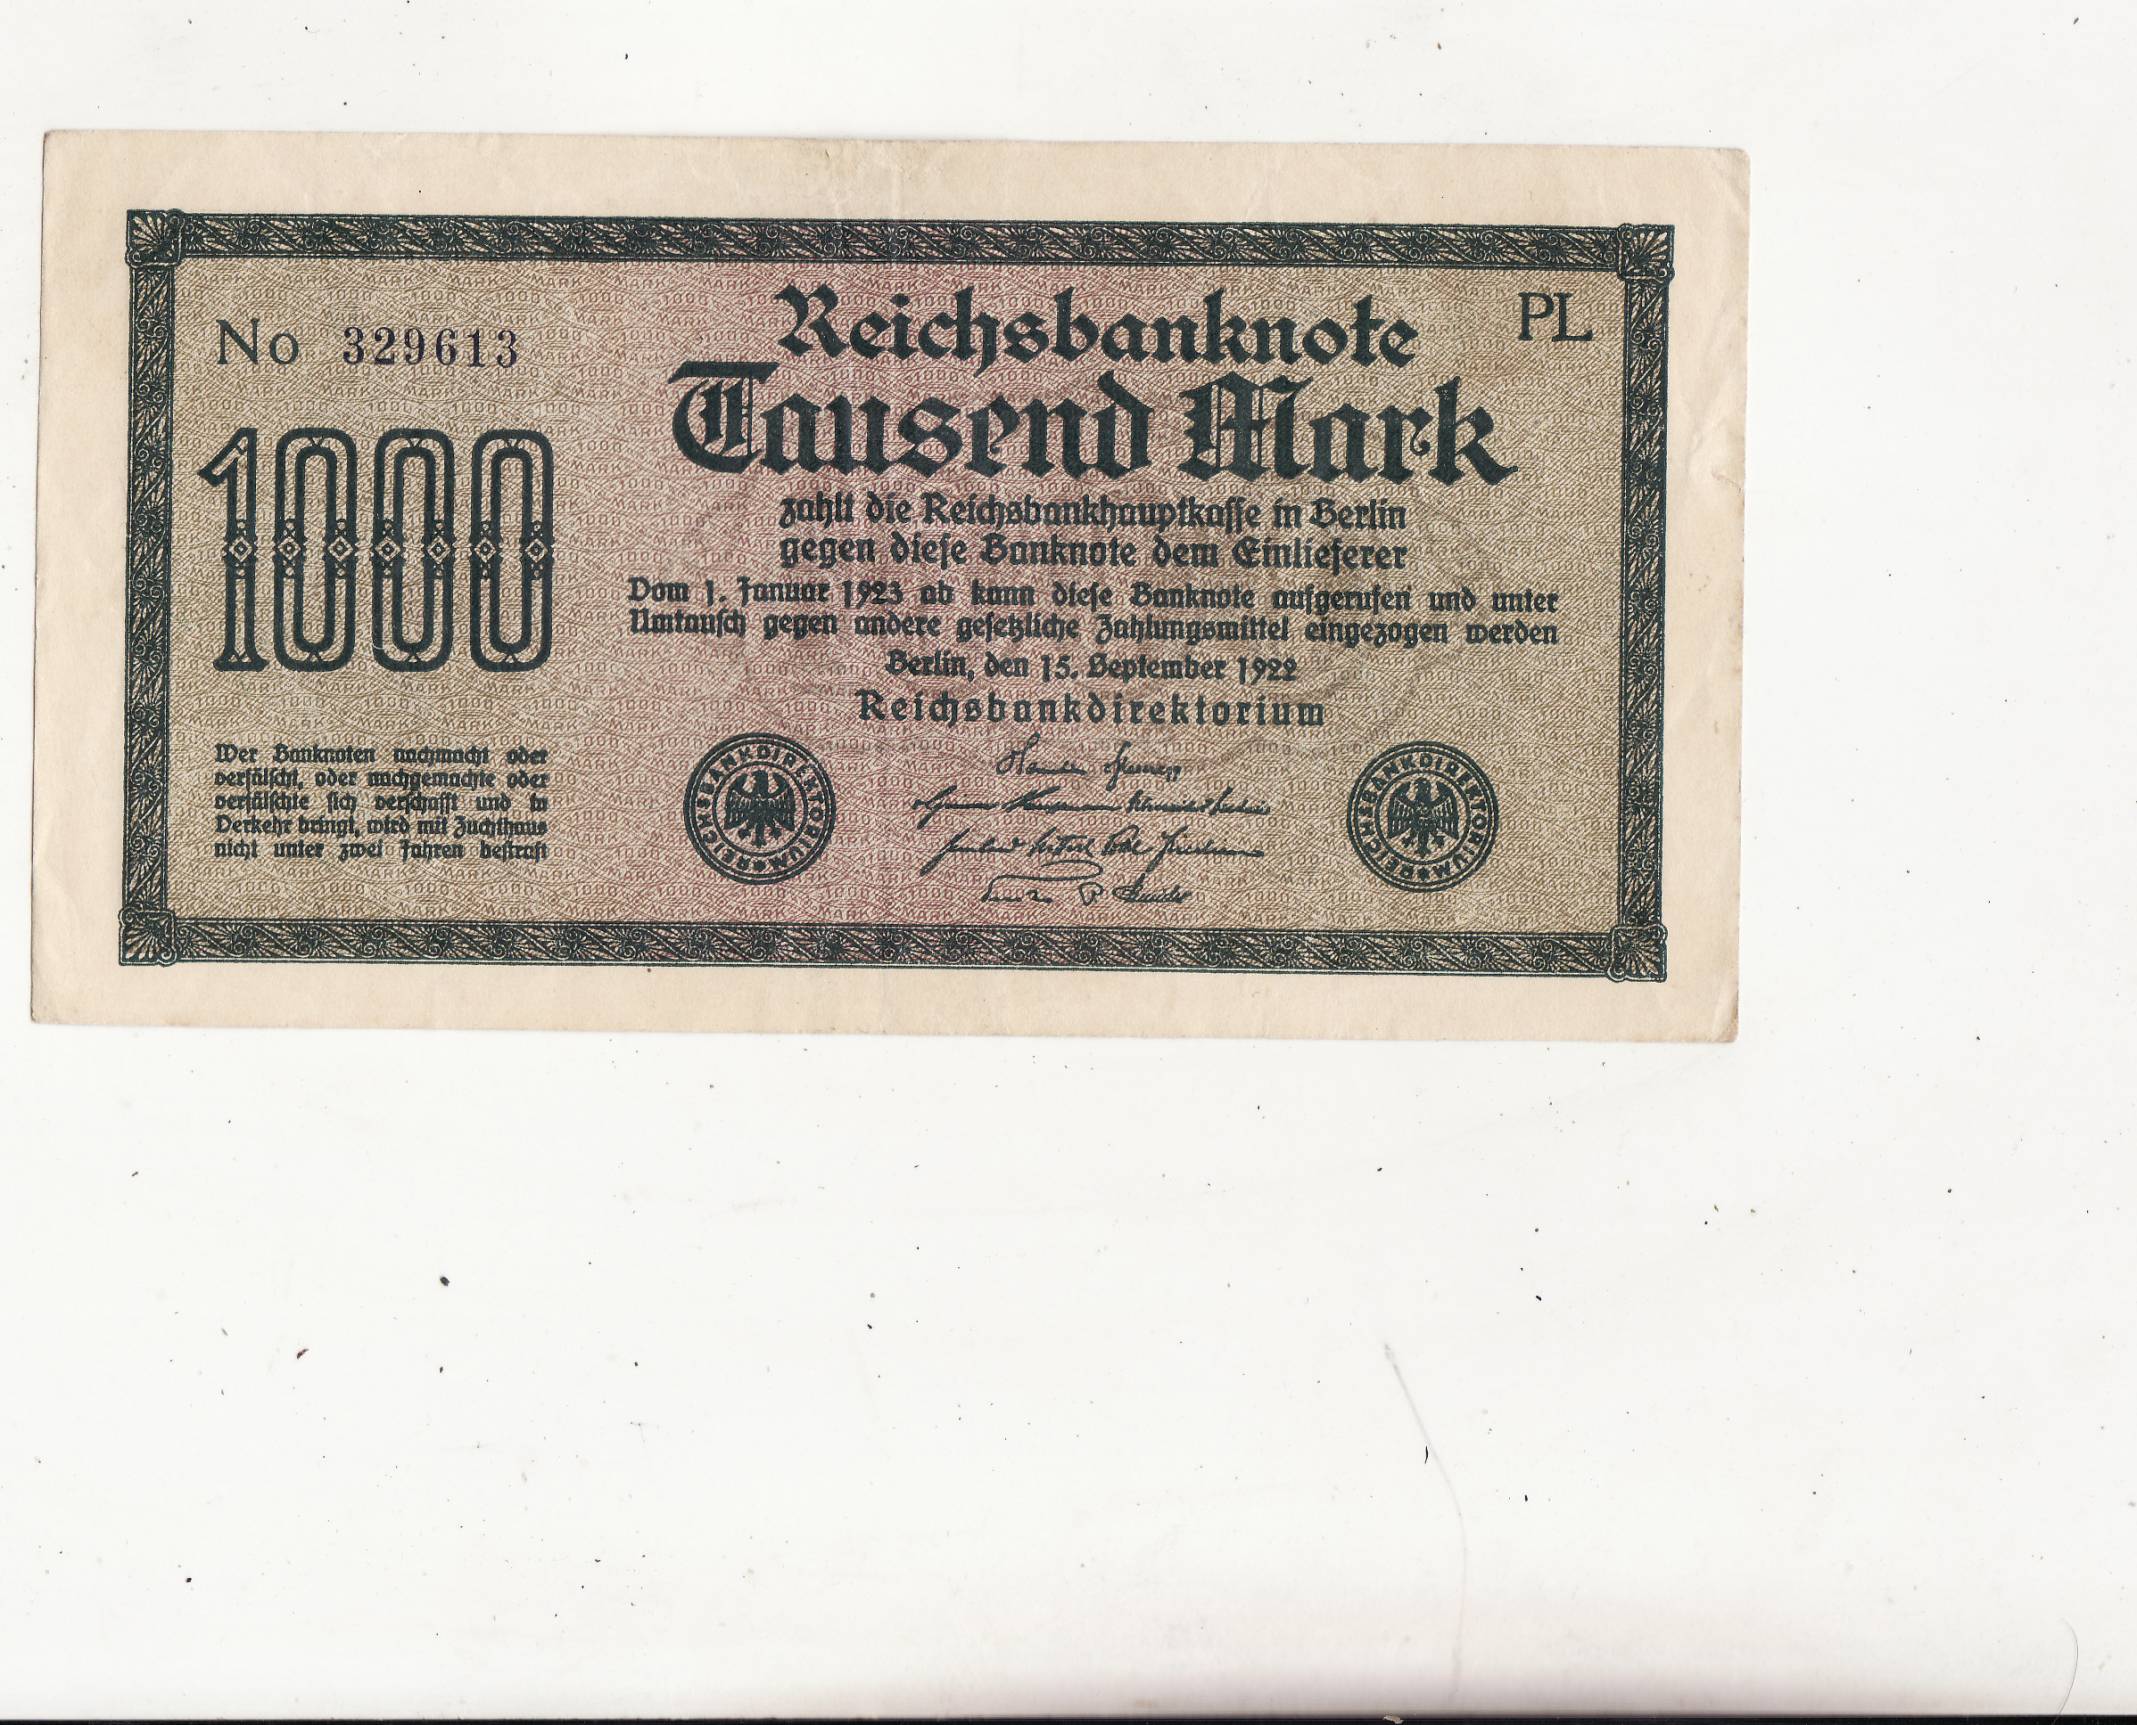 Reichsbanknote
PL
No 329613
Tausend Mark
1000
zahlt die Reichsbankhauptkasse in Berlin
gegen diese Banknote dem Einlieferer
Vom 1. Januar 1923 ab kann diese Banknote aufgerufen und unter
Umtausch gegen andere gesetzliche Zahlungsmittel eingezogen werden
Berlin, den 15. September 1922
Reichsbankdirektorium
Wer Banknoten nachmacht oder
verfälscht, oder nachgemachte oder
verfälschte sich verschafft und in
Verkehr bringt, wird mit Zuchthaus
nicht unter zwei Jahren bestraft
REICHSBANKDIREKTORIUM
REICHSBANKDIREKTORIUM